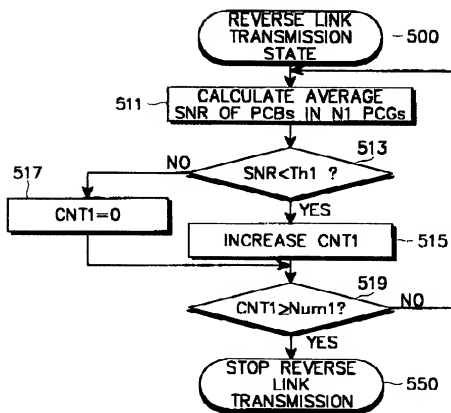 REVERSE LINK
TRANSMISSION
STATE
500
511
CALCULATE AVERAGE
SNR OF PCBs IN N1 PCGs
513
NO
SNR<Th1 ?
517
YES
CNT1=0
INCREASE CNT1
515
519
CNT1≥Num1?
NO
YES
STOP REVERSE
LINK
TRANSMISSION
550